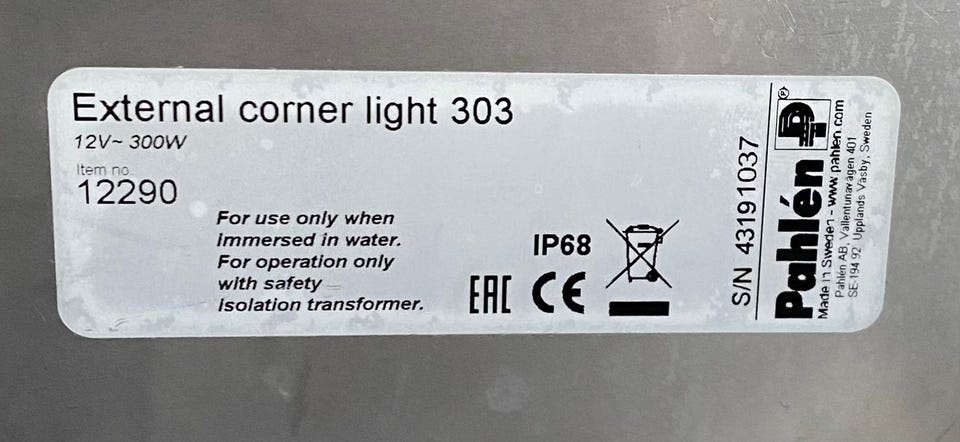 External corner light 303
12V~ 300W
Item no.
12290
For use only when
immersed in water.
For operation only
with safety
isolation transformer.
IP68
EAC CE
S/N 43191037
Pahlén
Made in Sweden - www.pahlen.com
Pahlén AB, Vallentunavägen 401
SE-194 92, Upplands Väsby, Sweden